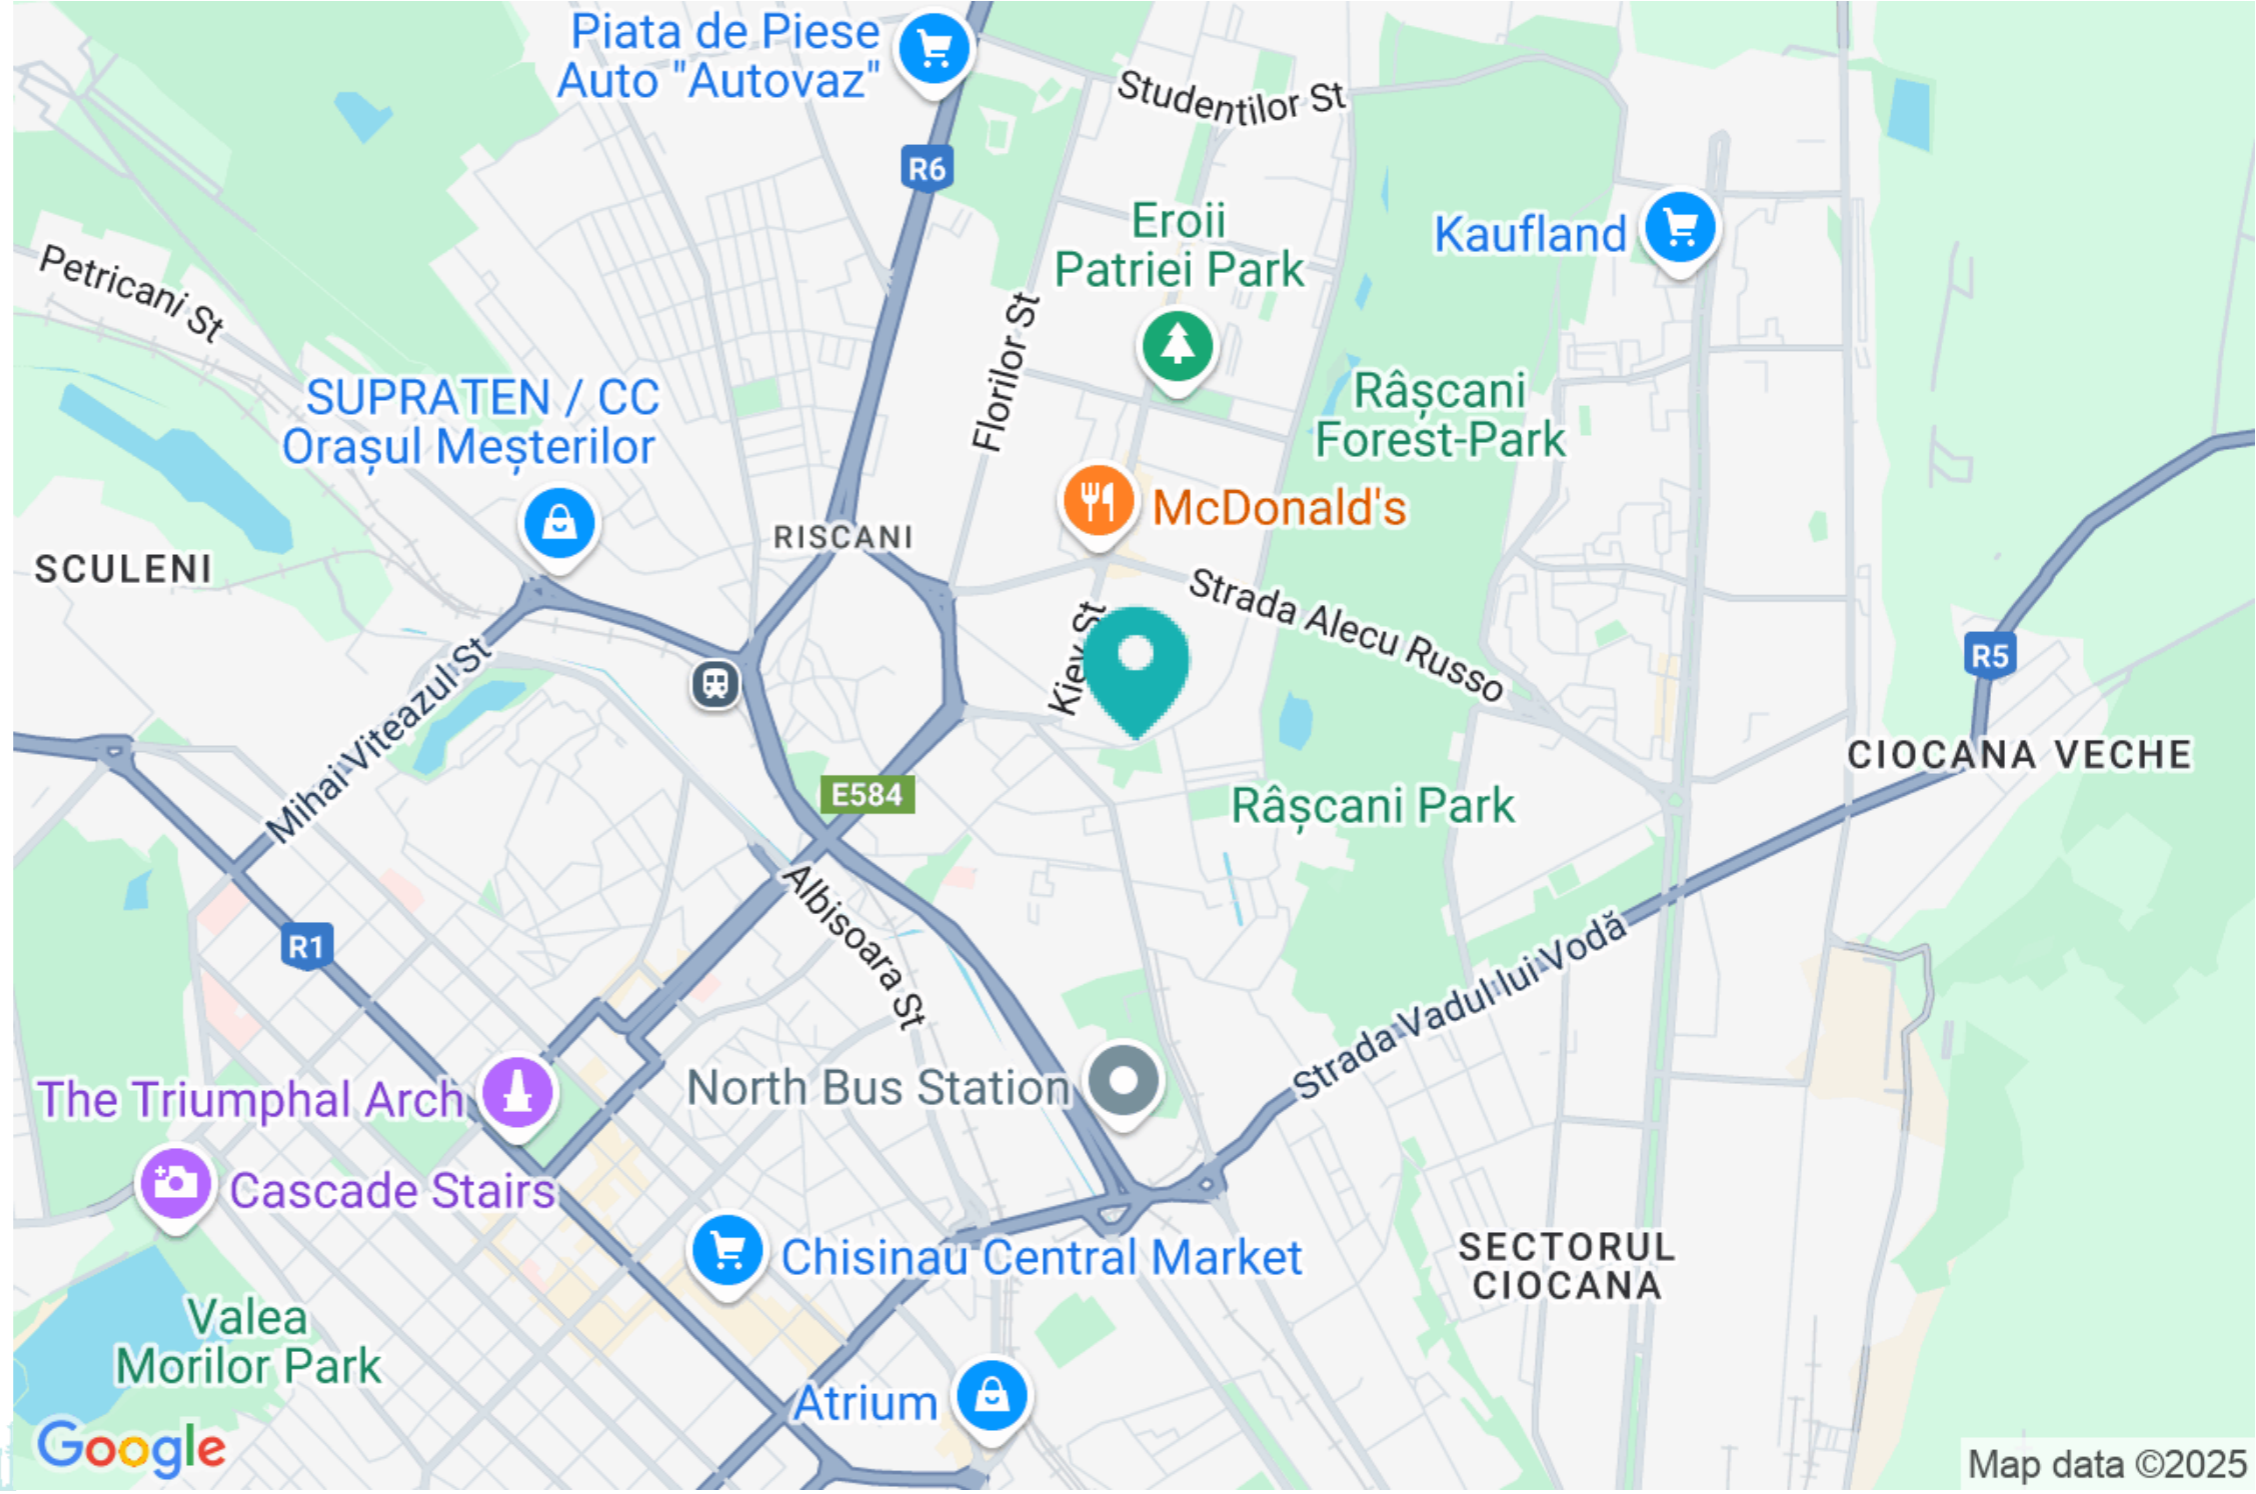 Piata de Piese
Auto "Autovaz"
Studentilor St
R6
Eroii
Patriei Park
Kaufland
Petricani St
Florilor St
SUPRATEN / CC
Orașul Meșterilor
Râșcani
Forest-Park
McDonald's
RISCANI
SCULENI
Strada Alecu Russo
Kiev St
Mihai Viteazul St
R5
CIOCANA VECHE
E584
Râșcani Park
Albisoara St
R1
Strada Vadul lui Vodă
The Triumphal Arch
North Bus Station
Cascade Stairs
Chisinau Central Market
SECTORUL
CIOCANA
Valea
Morilor Park
Atrium
Google
Map data ©2025